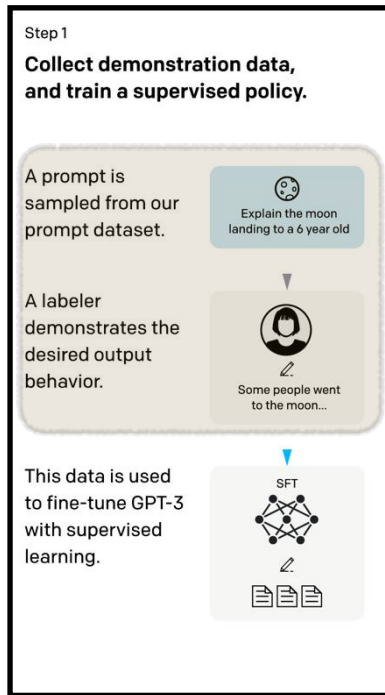 Step 1
Collect demonstration data,
and train a supervised policy.
A prompt is
sampled from our
prompt dataset.
Explain the moon
landing to a 6 year old
A labeler
demonstrates the
desired output
behavior.
Some people went
to the moon...
This data is used
to fine-tune GPT-3
with supervised
learning.
SFT